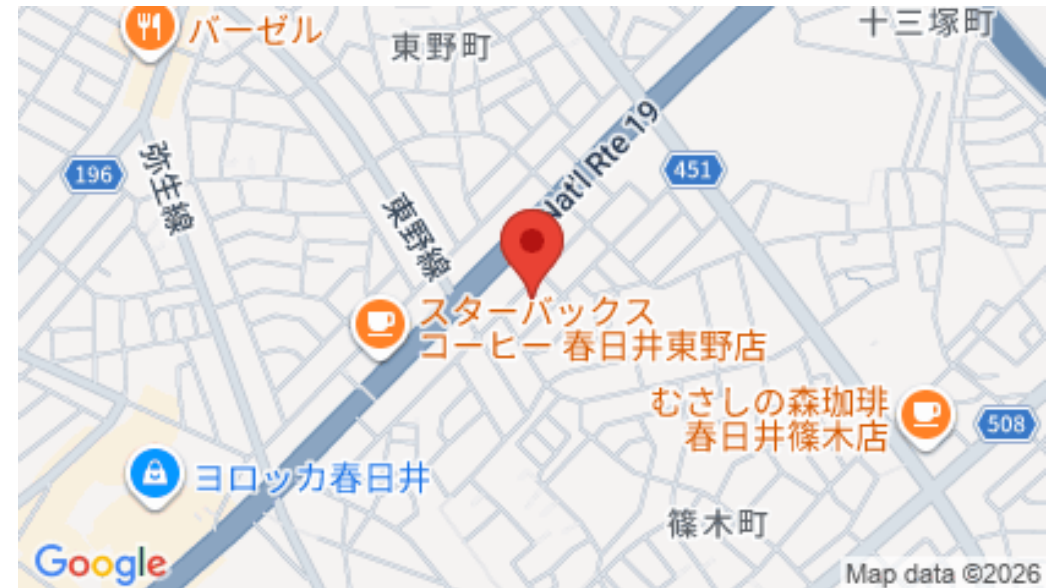 バーゼル
東野町
十三塚町
Nat'l Rte 19
196
弥生線
451
東野線
スターバックス
コーヒー 春日井東野店
むさしの森珈琲
春日井篠木店
508
ヨロッカ春日井
篠木町
Google
Map data ©2026